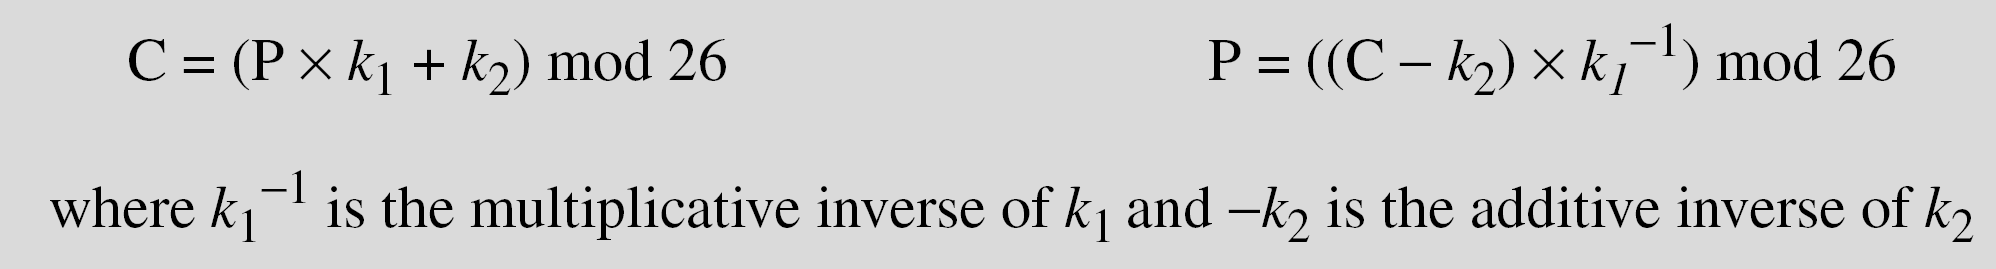 C = (P × k₁ + k₂) mod 26 P = ((C − k₂) × k₁⁻¹) mod 26
where k₁⁻¹ is the multiplicative inverse of k₁ and −k₂ is the additive inverse of k₂